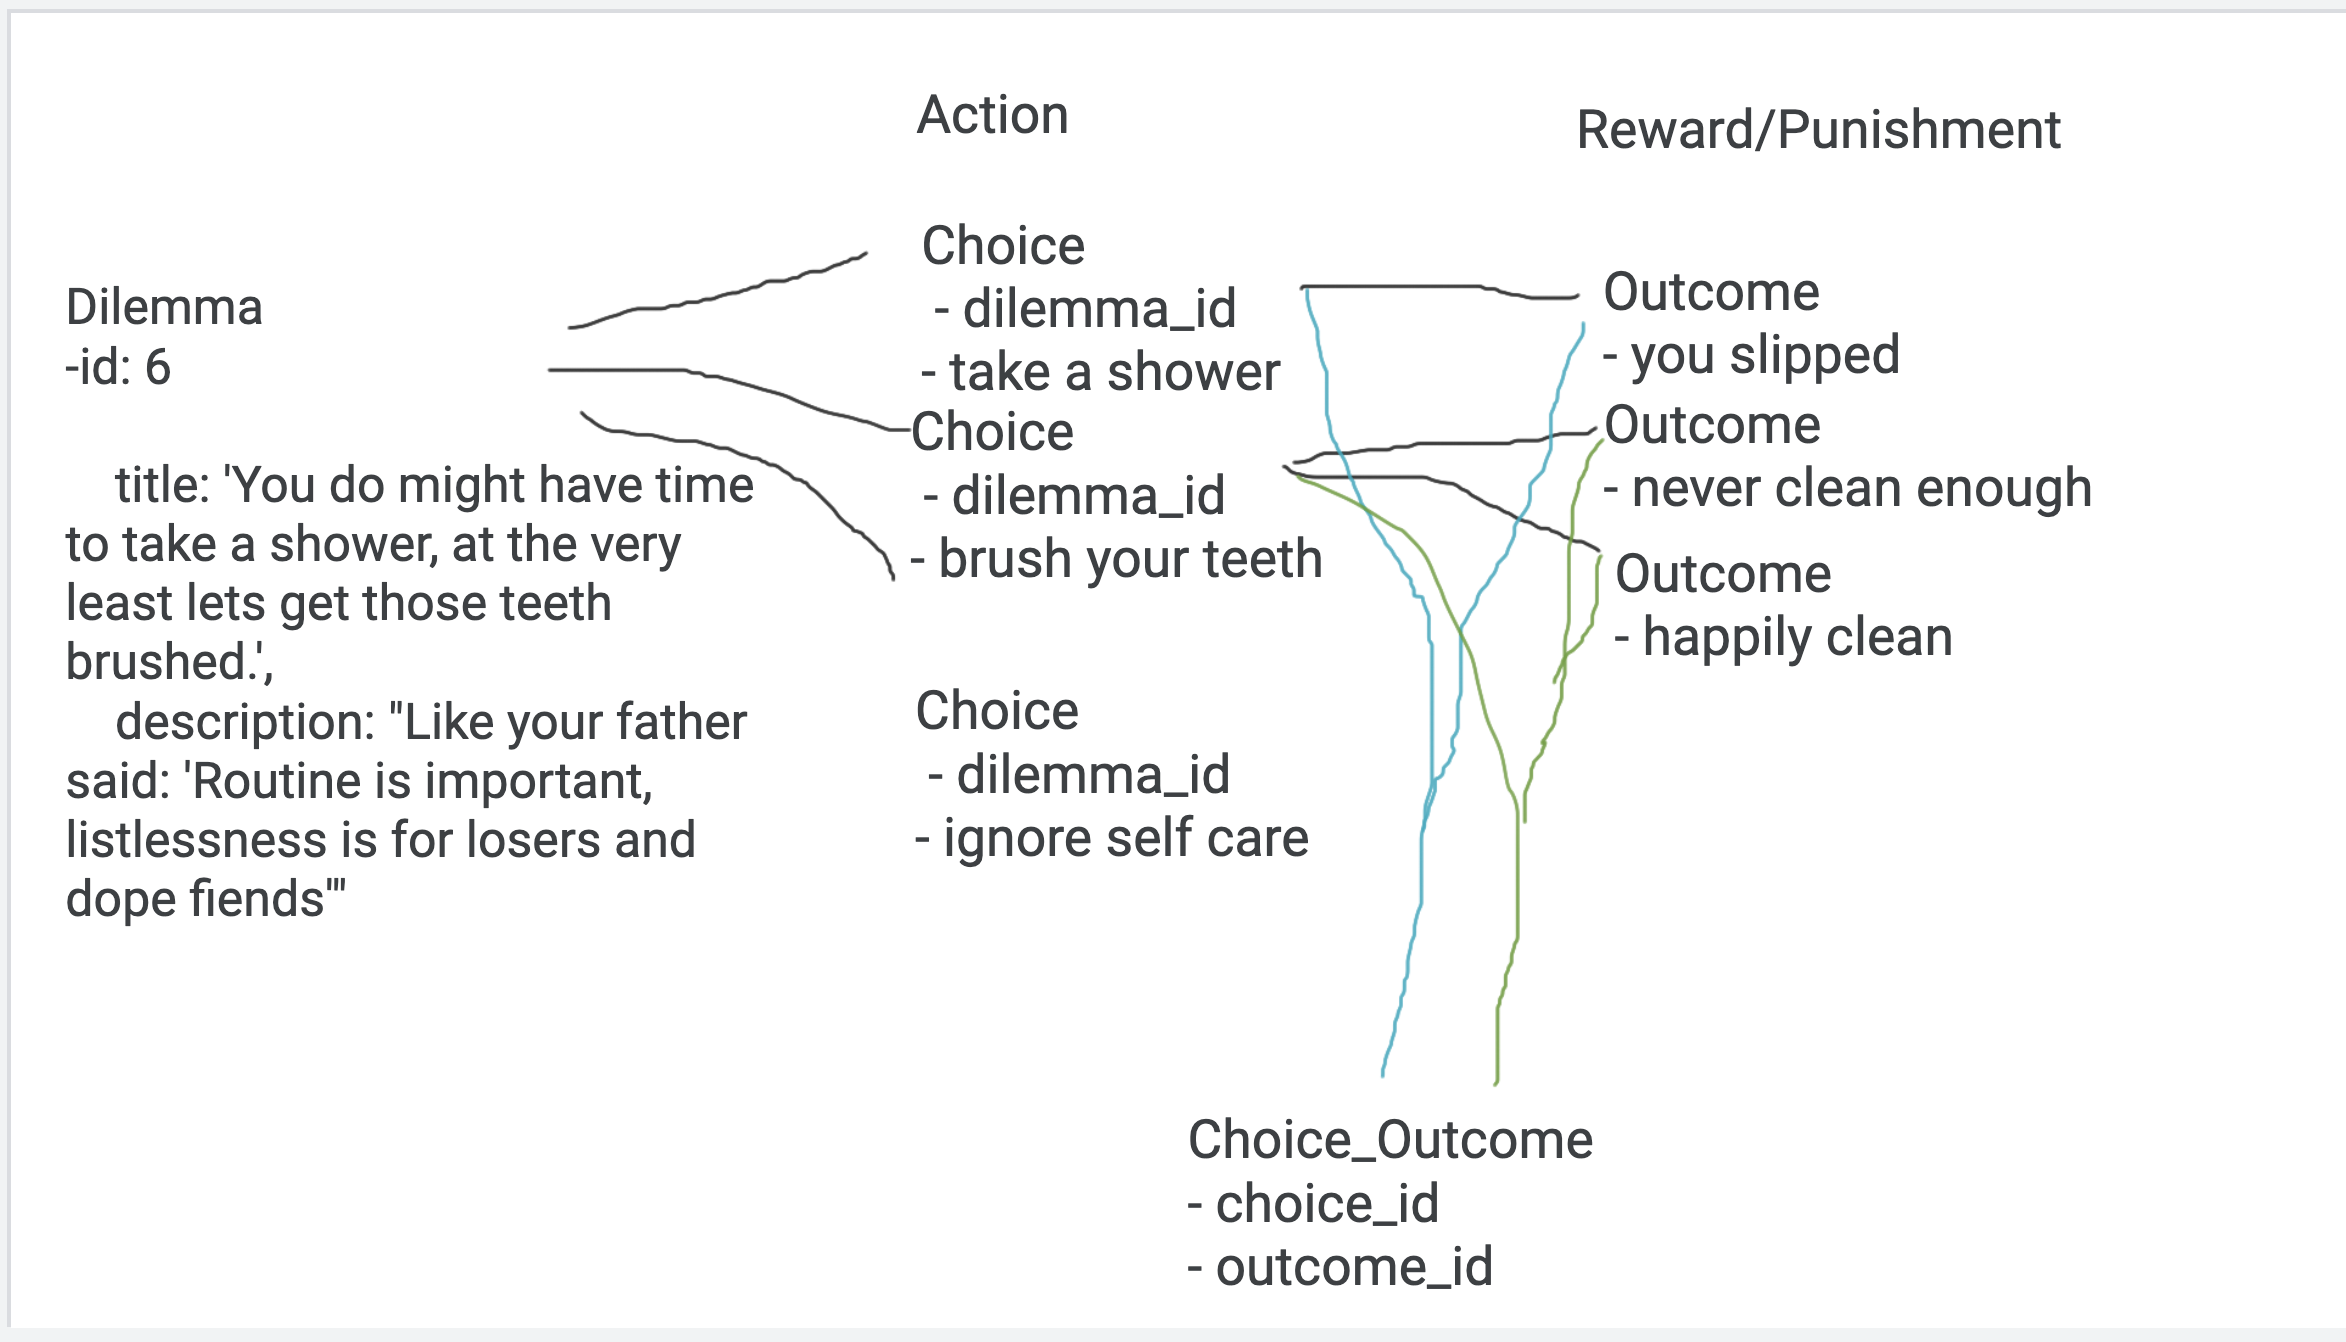 Action
Reward/Punishment
Dilemma
-id: 6
title: 'You do might have time
to take a shower, at the very
least lets get those teeth
brushed.',
description: "Like your father
said: 'Routine is important,
listlessness is for losers and
dope fiends'"
Choice
- dilemma_id
- take a shower
Choice
- dilemma_id
- brush your teeth
Choice
- dilemma_id
- ignore self care
Outcome
- you slipped
Outcome
- never clean enough
Outcome
- happily clean
Choice_Outcome
- choice_id
- outcome_id